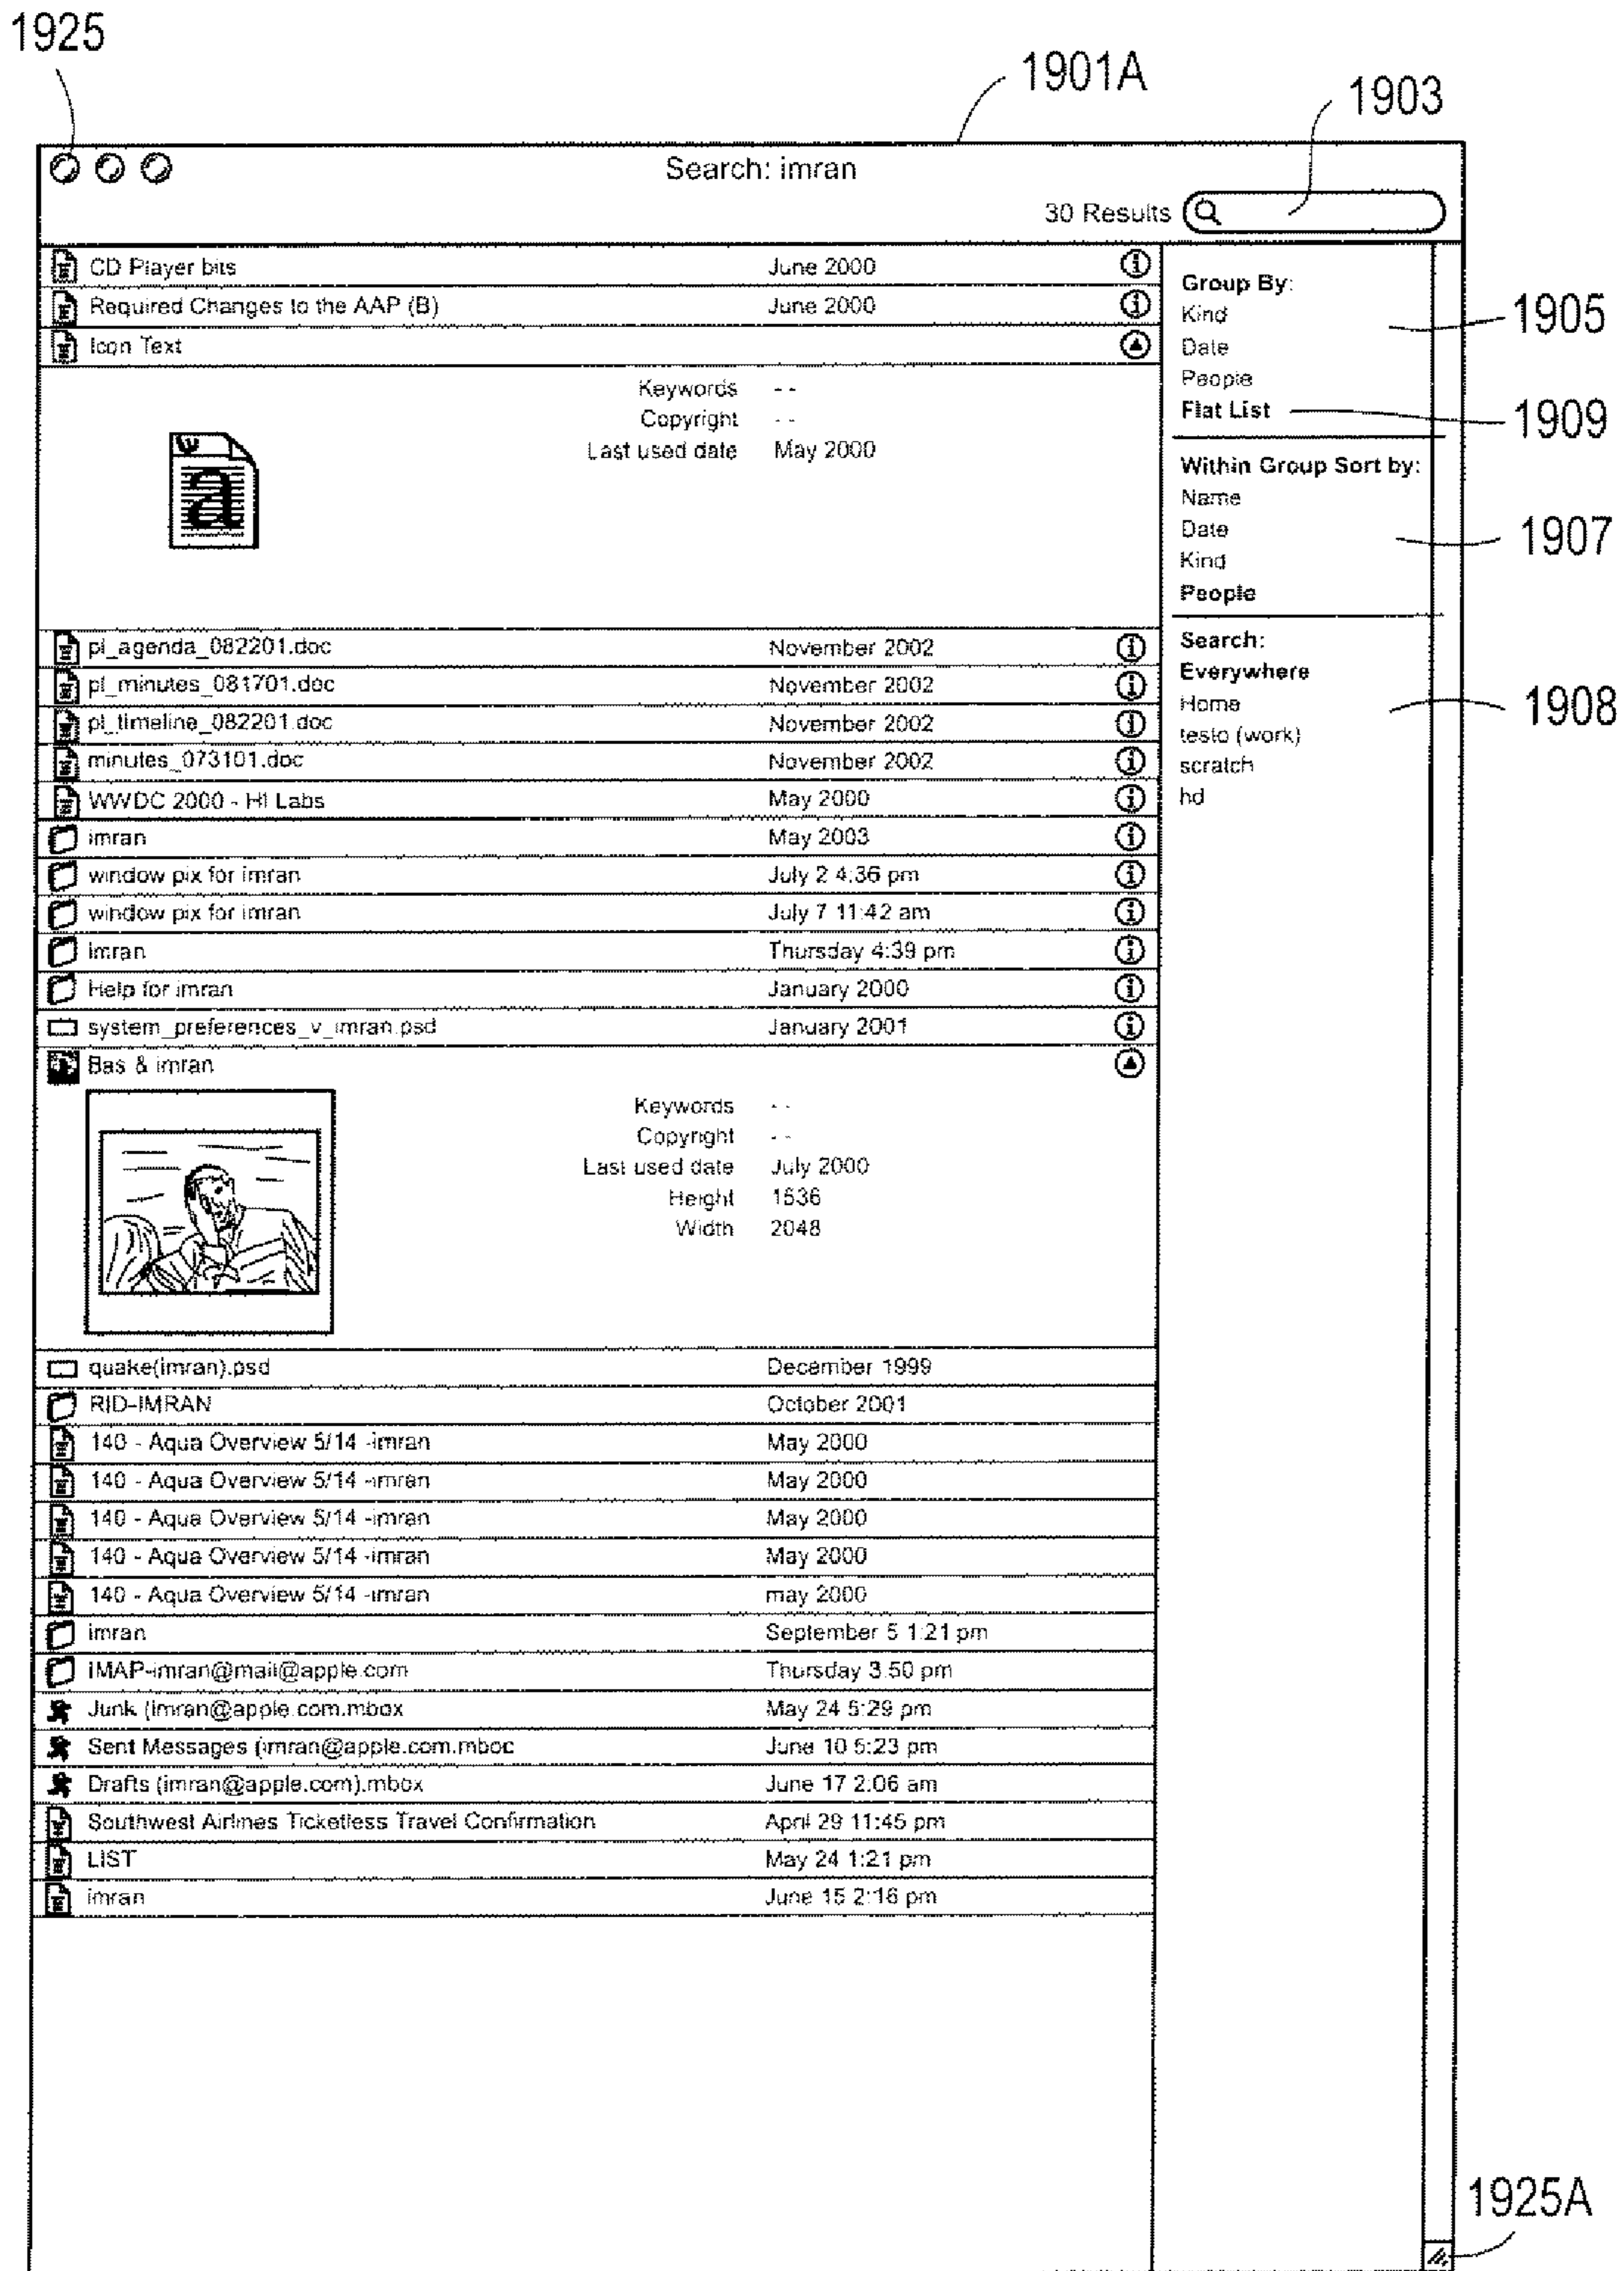 1925
1901A
1903
Search: imran
30 Results
CD Player bits June 2000
Required Changes to the AAP (B) June 2000
Icon Text
Keywords - -
Copyright - -
Last used date May 2000
pl_agenda_082201.doc November 2002
pl_minutes_081701.doc November 2002
pl_timeline_082201.doc November 2002
minutes_073101.doc November 2002
WWDC 2000 - HI Labs May 2000
imran May 2003
window pix for imran July 2 4:36 pm
window pix for imran July 7 11:42 am
imran Thursday 4:39 pm
Help for imran January 2000
system_preferences_v_imran.psd January 2001
Bas & imran
Keywords - -
Copyright - -
Last used date July 2000
Height 1536
Width 2048
quake(imran).psd December 1999
RID-IMRAN October 2001
140 - Aqua Overview 5/14 -imran May 2000
140 - Aqua Overview 5/14 -imran May 2000
140 - Aqua Overview 5/14 -imran May 2000
140 - Aqua Overview 5/14 -imran May 2000
140 - Aqua Overview 5/14 -imran may 2000
imran September 5 1:21 pm
IMAP-imran@mail@apple.com Thursday 3:50 pm
Junk (imran@apple.com.mbox May 24 5:29 pm
Sent Messages (imran@apple.com.mboc June 10 5:23 pm
Drafts (imran@apple.com).mbox June 17 2:06 am
Southwest Airlines Ticketless Travel Confirmation April 29 11:45 pm
LIST May 24 1:21 pm
imran June 15 2:16 pm
Group By:
Kind
Date
People
Flat List
Within Group Sort by:
Name
Date
Kind
People
Search:
Everywhere
Home
testo (work)
scratch
hd
1905
1909
1907
1908
1925A